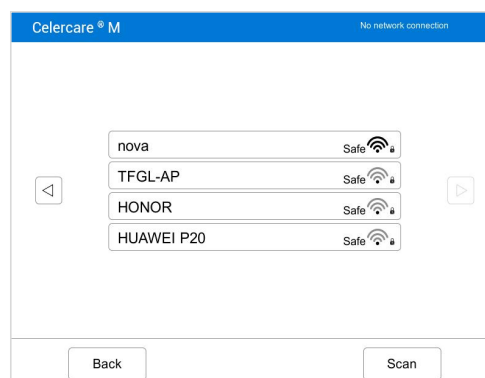 Celercare ® M
No network connection
nova Safe
TFGL-AP Safe
HONOR Safe
HUAWEI P20 Safe
Back
Scan